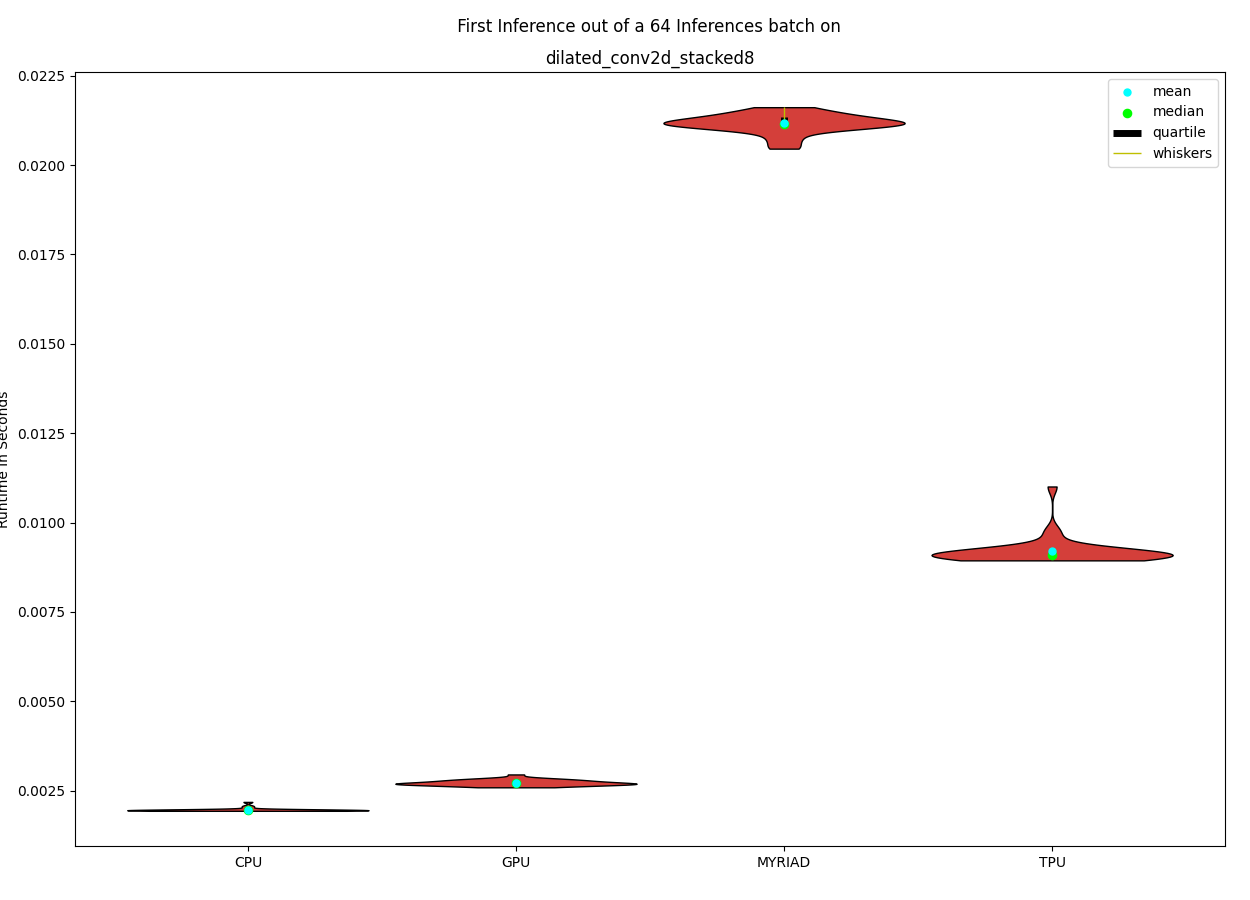 First Inference out of a 64 Inferences batch on
dilated_conv2d_stacked8
mean
median
quartile
whiskers
0.0225
0.0200
0.0175
0.0150
0.0125
0.0100
0.0075
0.0050
0.0025
Runtime in Seconds
CPU
GPU
MYRIAD
TPU